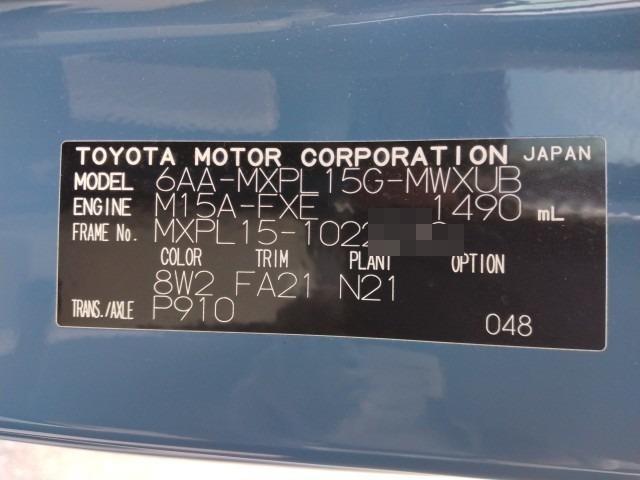 TOYOTA MOTOR CORPORATION JAPAN
MODEL 6AA-MXPL15G-MWXUB
ENGINE M15A-FXE 1490 mL
FRAME No. MXPL15-1022
COLOR TRIM PLANT OPTION
8W2 FA21 N21
TRANS./AXLE P910
048